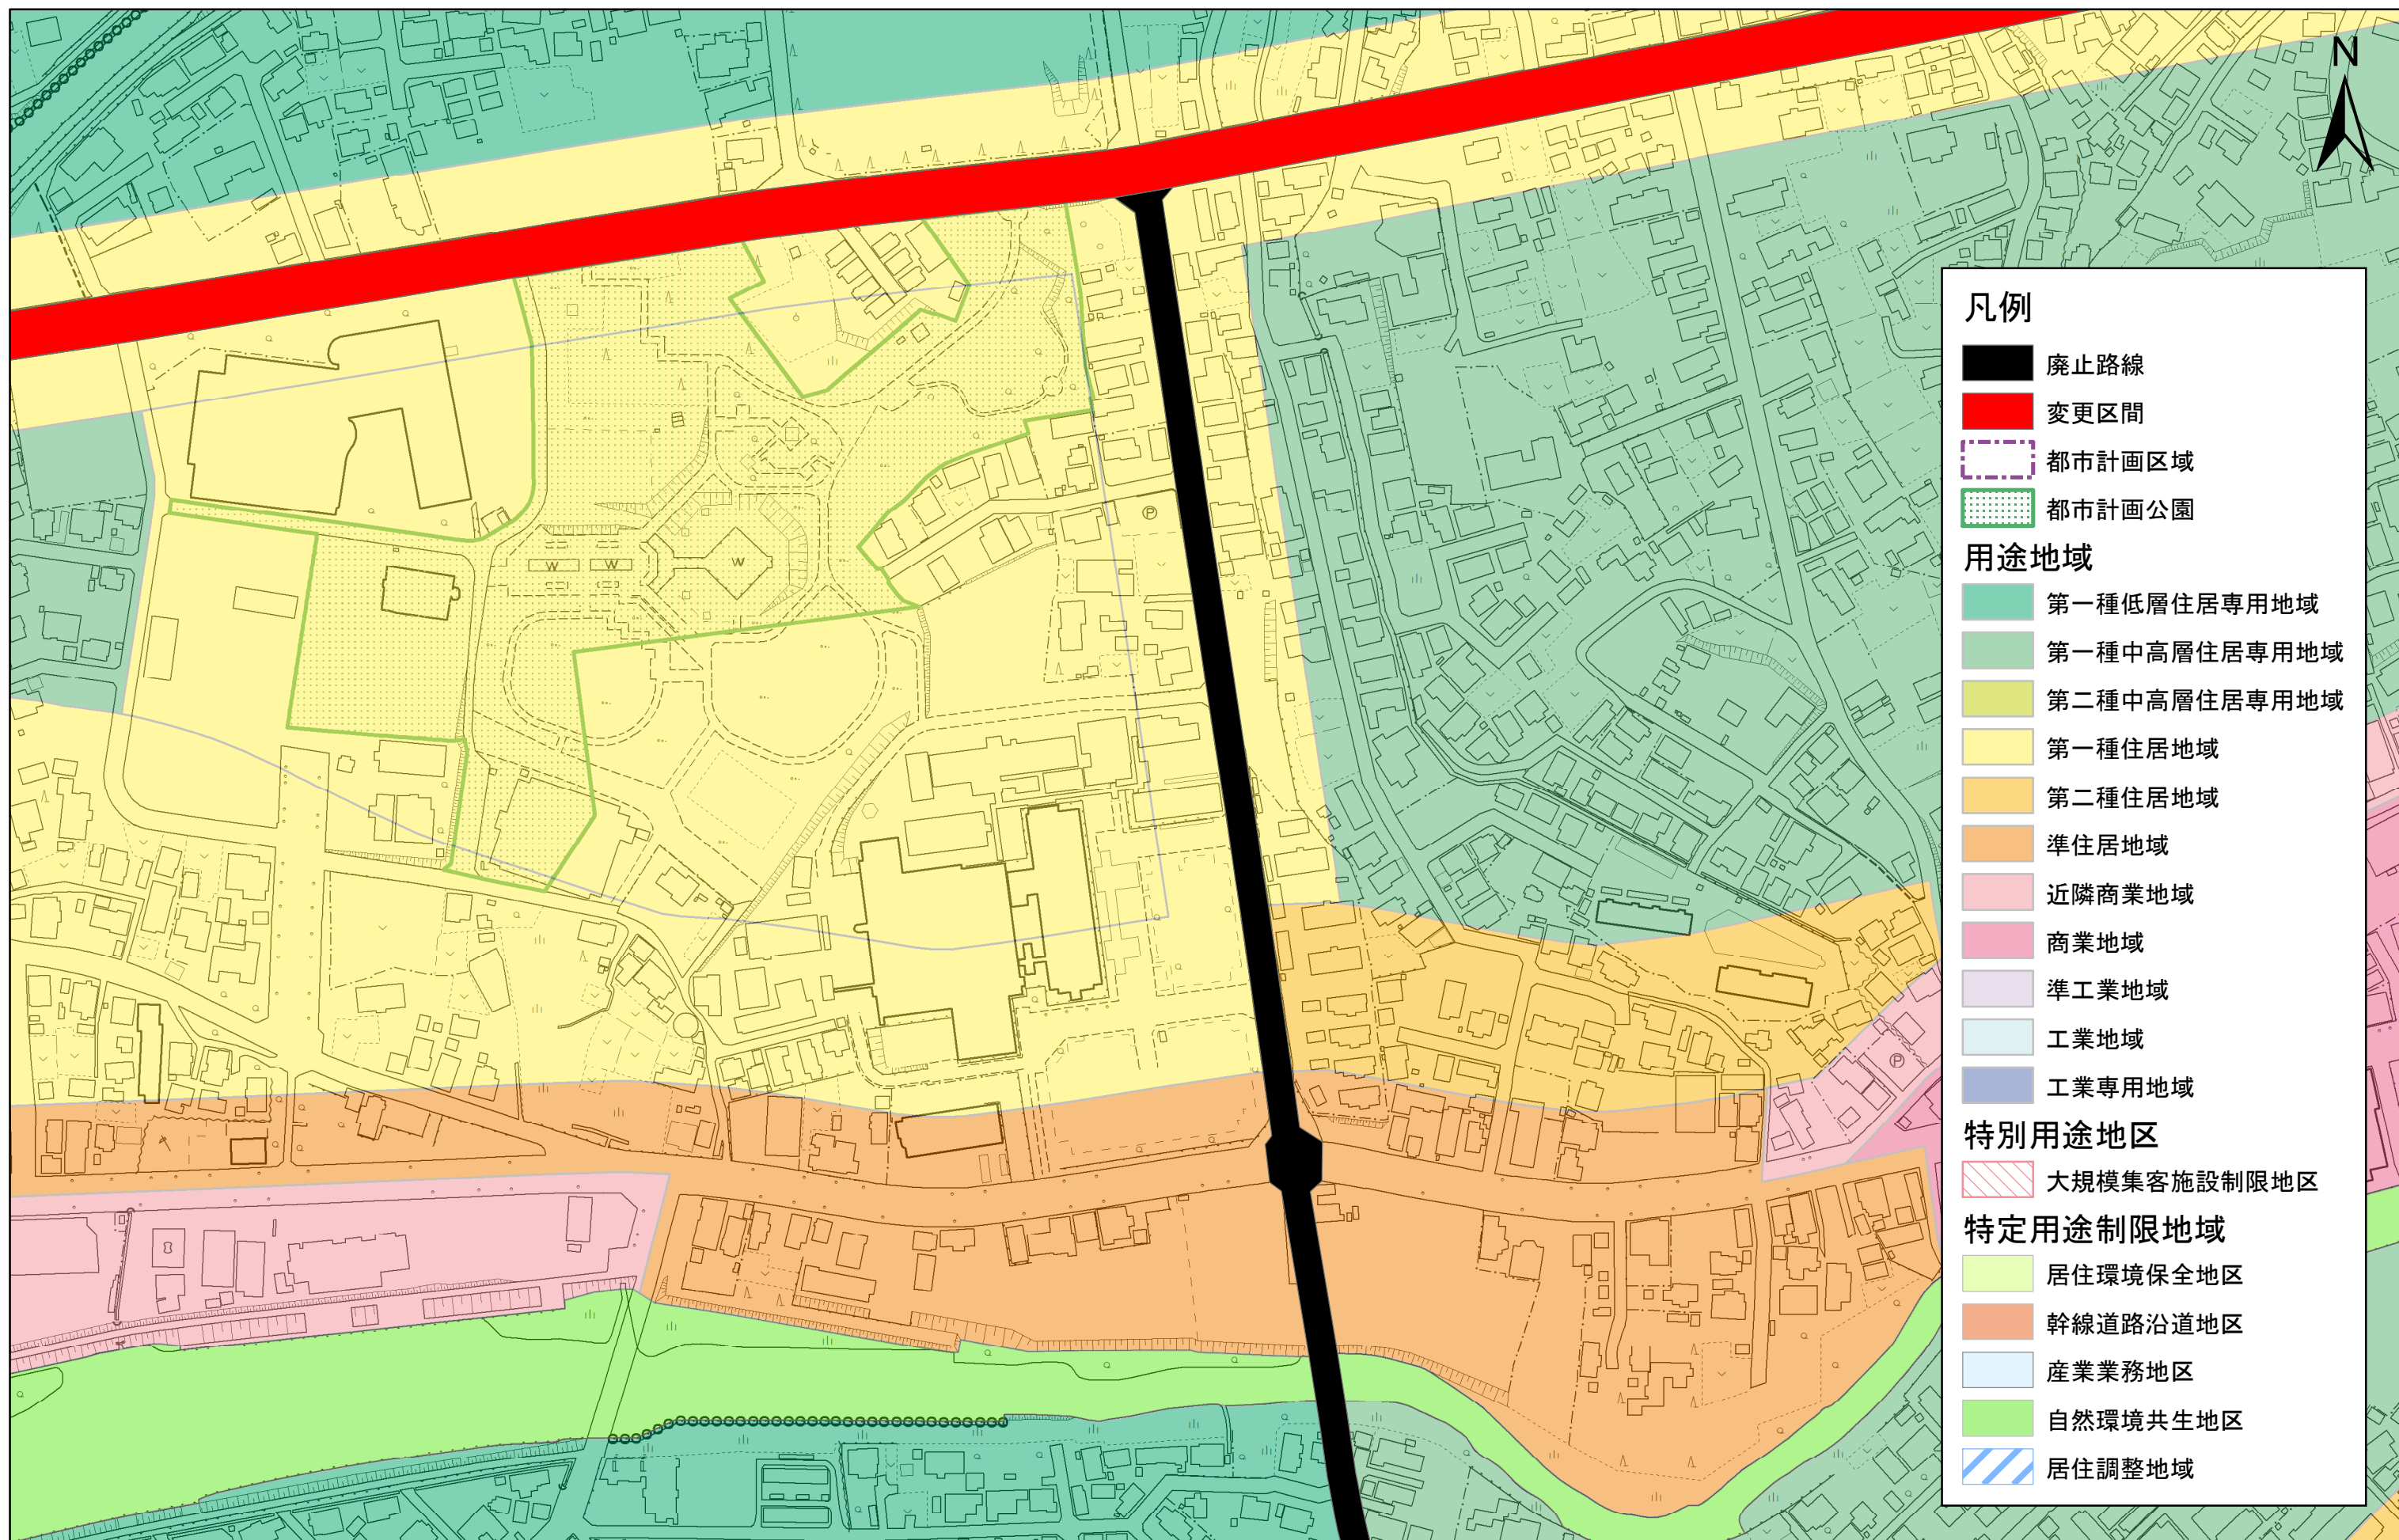 N
凡例
廃止路線
変更区間
都市計画区域
都市計画公園
用途地域
第一種低層住居専用地域
第一種中高層住居専用地域
第二種中高層住居専用地域
第一種住居地域
第二種住居地域
準住居地域
近隣商業地域
商業地域
準工業地域
工業地域
工業専用地域
特別用途地区
大規模集客施設制限地区
特定用途制限地域
居住環境保全地区
幹線道路沿道地区
産業業務地区
自然環境共生地区
居住調整地域
P
W W W
P